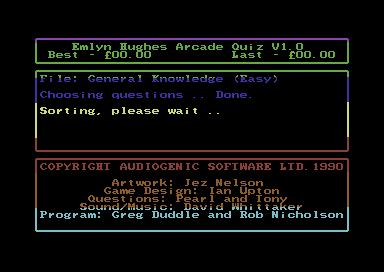 Emlyn Hughes Arcade Quiz V1.0
Best - £00.00 Last - £00.00
File: General Knowledge (Easy)
Choosing questions .. Done.
Sorting, please wait ..
COPYRIGHT AUDIOGENIC SOFTWARE LTD.1990
Artwork: Jez Nelson
Game Design: Ian Upton
Questions: Pearl and Tony
Sound/Music: David Whittaker
Program: Greg Duddle and Rob Nicholson